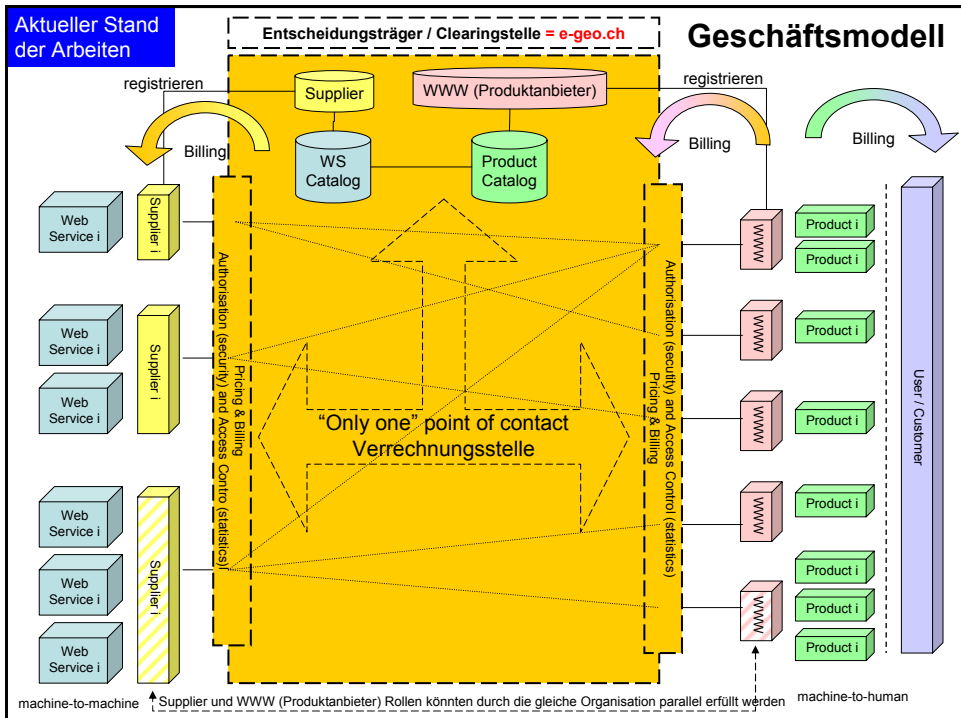 Aktueller Stand
der Arbeiten
Entscheidungsträger / Clearingstelle = e-geo.ch
Geschäftsmodell
registrieren
Supplier
WWW (Produktanbieter)
registrieren
Billing
WS
Catalog
Product
Catalog
Billing
Billing
Web
Service i
Supplier i
Web
Service i
Web
Service i
Supplier i
Web
Service i
Web
Service i
Web
Service i
Supplier i
Authorisation (security) and Access Contro (statistics)l
Pricing & Billing
"Only one" point of contact
Verrechnungsstelle
Authorisation (secutity) and Access Control (statistics)
Pricing & Billing
WWW
WWW
WWW
WWW
WWW
Product i
Product i
Product i
Product i
Product i
Product i
Product i
Product i
User / Customer
machine-to-machine
Supplier und WWW (Produktanbieter) Rollen könnten durch die gleiche Organisation parallel erfüllt werden
machine-to-human